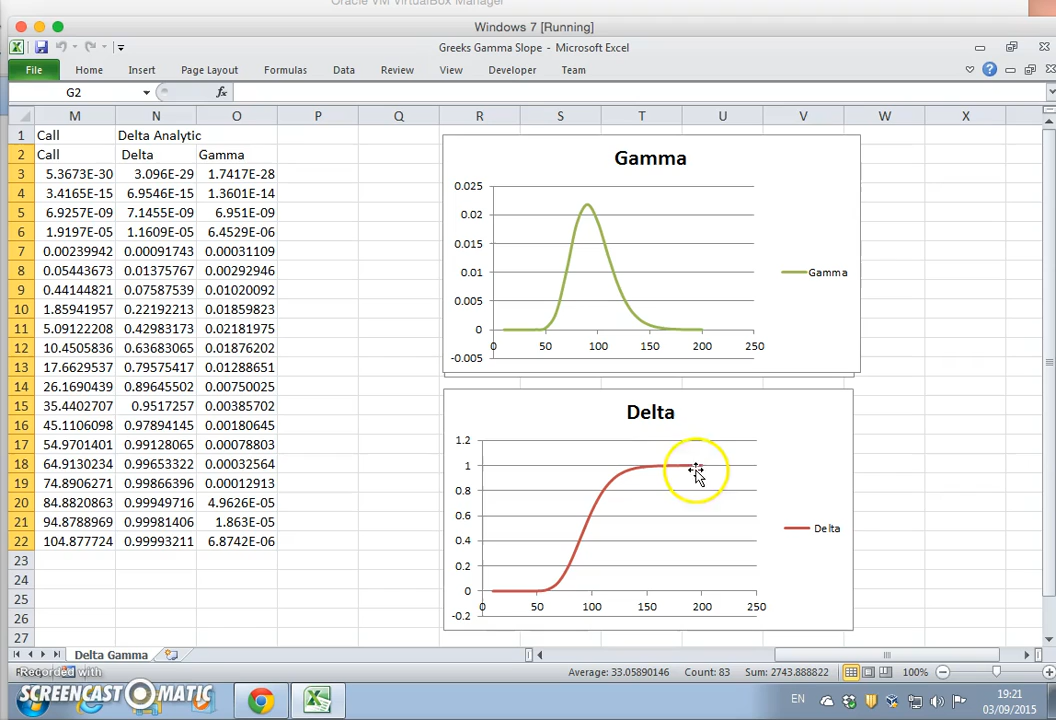 Oracle VM VirtualBox Manager
Windows 7 [Running]
Greeks Gamma Slope - Microsoft Excel
File Home Insert Page Layout Formulas Data Review View Developer Team
G2 fx
M N O P Q R S T U V W X
1 Call Delta Analytic
2 Call Delta Gamma
3 5.3673E-30 3.096E-29 1.7417E-28
4 3.4165E-15 6.9546E-15 1.3601E-14
5 6.9257E-09 7.1455E-09 6.951E-09
6 1.9197E-05 1.1605E-05 6.4529E-06
7 0.00239942 0.00091743 0.00031109
8 0.05443673 0.01375767 0.00292946
9 0.44144821 0.07587539 0.01020092
10 1.85941957 0.22192213 0.01859823
11 5.09122208 0.42983173 0.02181975
12 10.4505836 0.63683065 0.01876202
13 17.6629537 0.79575417 0.01288651
14 26.1690439 0.89645502 0.00750025
15 35.4402707 0.9517257 0.00385702
16 45.1106098 0.97894145 0.00180645
17 54.9701401 0.99128065 0.00078803
18 64.9130234 0.99653322 0.00032564
19 74.8906271 0.99866396 0.00012913
20 84.8820863 0.99949716 4.9626E-05
21 94.8788969 0.99981406 1.863E-05
22 104.877724 0.99993211 6.8742E-06
23
24
25
26
27
Gamma
0.025
0.02
0.015
0.01
0.005
0
-0.005
0 50 100 150 200 250
Gamma
Delta
1.2
1
0.8
0.6
0.4
0.2
0
-0.2
0 50 100 150 200 250
Delta
Delta Gamma
Average: 33.05890146 Count: 83 Sum: 2743.888822 100%
Recorded with
SCREENCAST MATIC
EN
19:21
03/09/2015